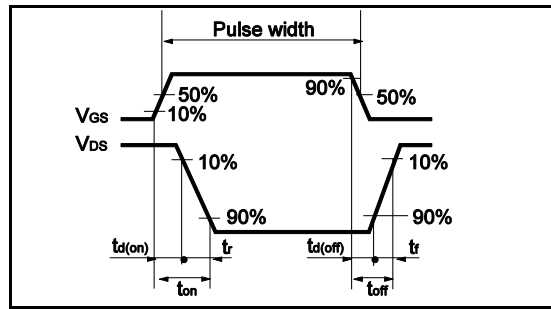 Pulse width
90%
50%
50%
10%
VGS
VDS
10%
10%
90%
90%
td(on)
tr
td(off)
tf
ton
toff